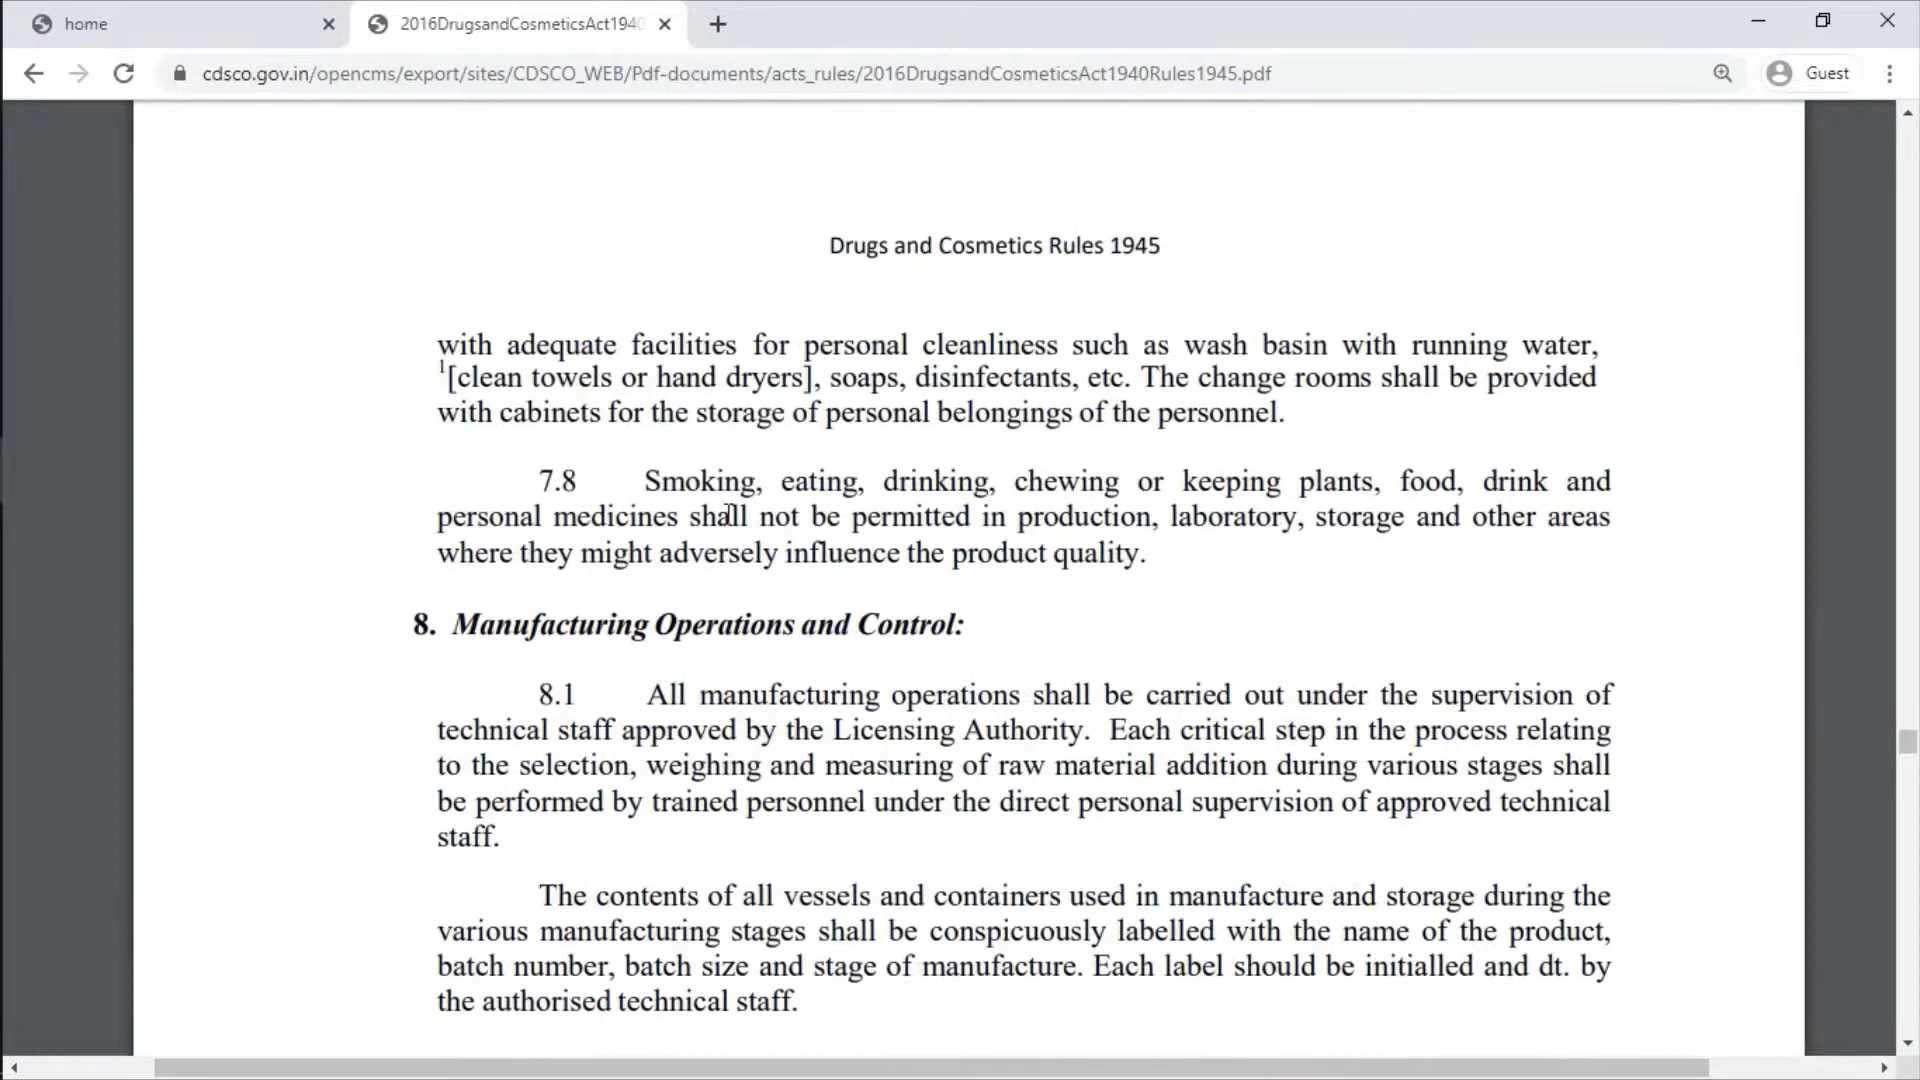 home
2016DrugsandCosmeticsAct1940
cdsco.gov.in/opencms/export/sites/CDSCO_WEB/Pdf-documents/acts_rules/2016DrugsandCosmeticsAct1940Rules1945.pdf
Guest
Drugs and Cosmetics Rules 1945
with adequate facilities for personal cleanliness such as wash basin with running water,
1[clean towels or hand dryers], soaps, disinfectants, etc. The change rooms shall be provided
with cabinets for the storage of personal belongings of the personnel.
7.8 Smoking, eating, drinking, chewing or keeping plants, food, drink and
personal medicines shall not be permitted in production, laboratory, storage and other areas
where they might adversely influence the product quality.
8. Manufacturing Operations and Control:
8.1 All manufacturing operations shall be carried out under the supervision of
technical staff approved by the Licensing Authority. Each critical step in the process relating
to the selection, weighing and measuring of raw material addition during various stages shall
be performed by trained personnel under the direct personal supervision of approved technical
staff.
The contents of all vessels and containers used in manufacture and storage during the
various manufacturing stages shall be conspicuously labelled with the name of the product,
batch number, batch size and stage of manufacture. Each label should be initialled and dt. by
the authorised technical staff.